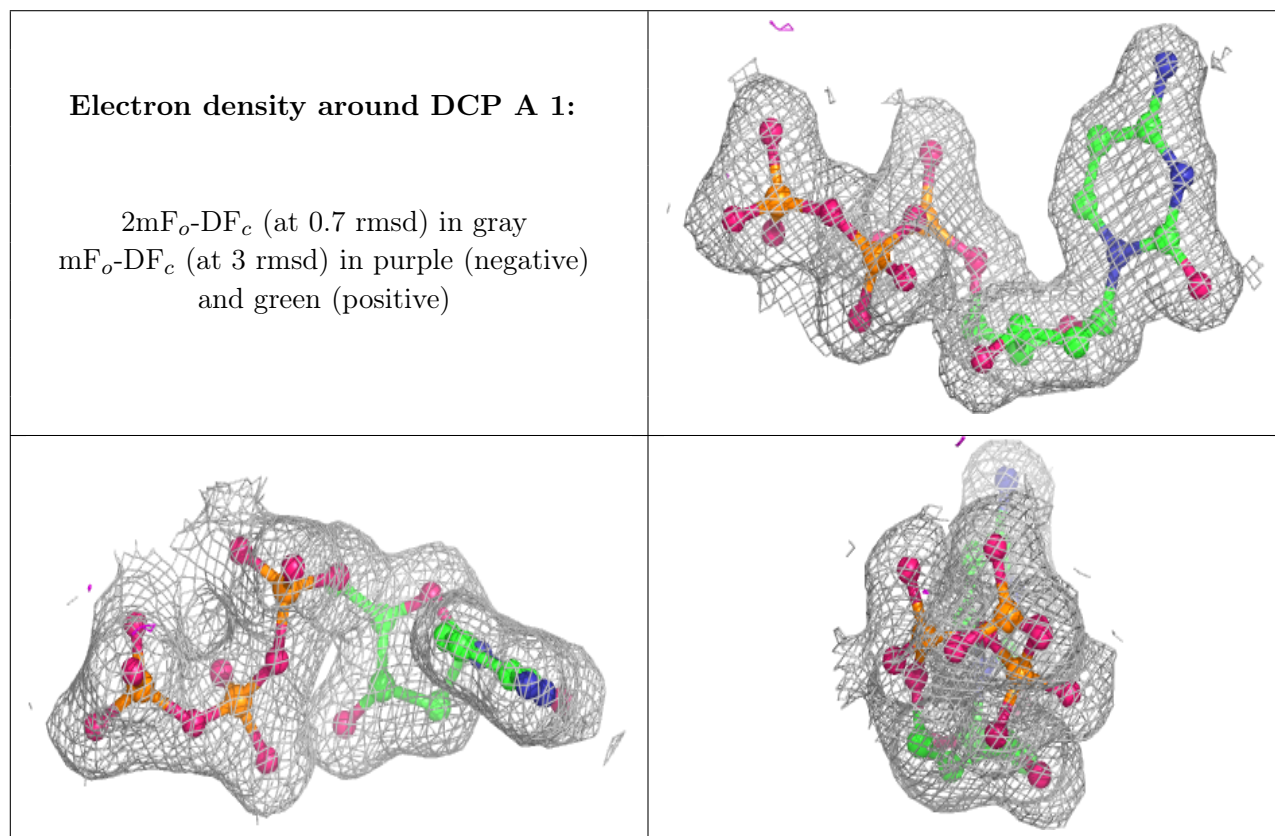 Electron density around DCP A 1:
2mFo-DFc (at 0.7 rmsd) in gray
mFo-DFc (at 3 rmsd) in purple (negative)
and green (positive)